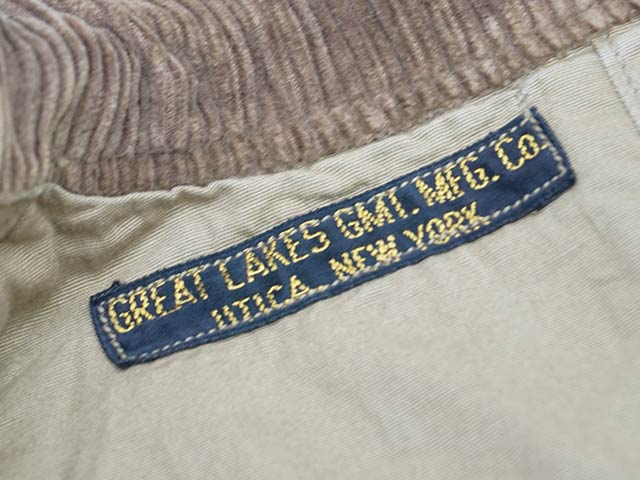 GREAT LAKES GMT. MFG. CO.
UTICA, NEW YORK